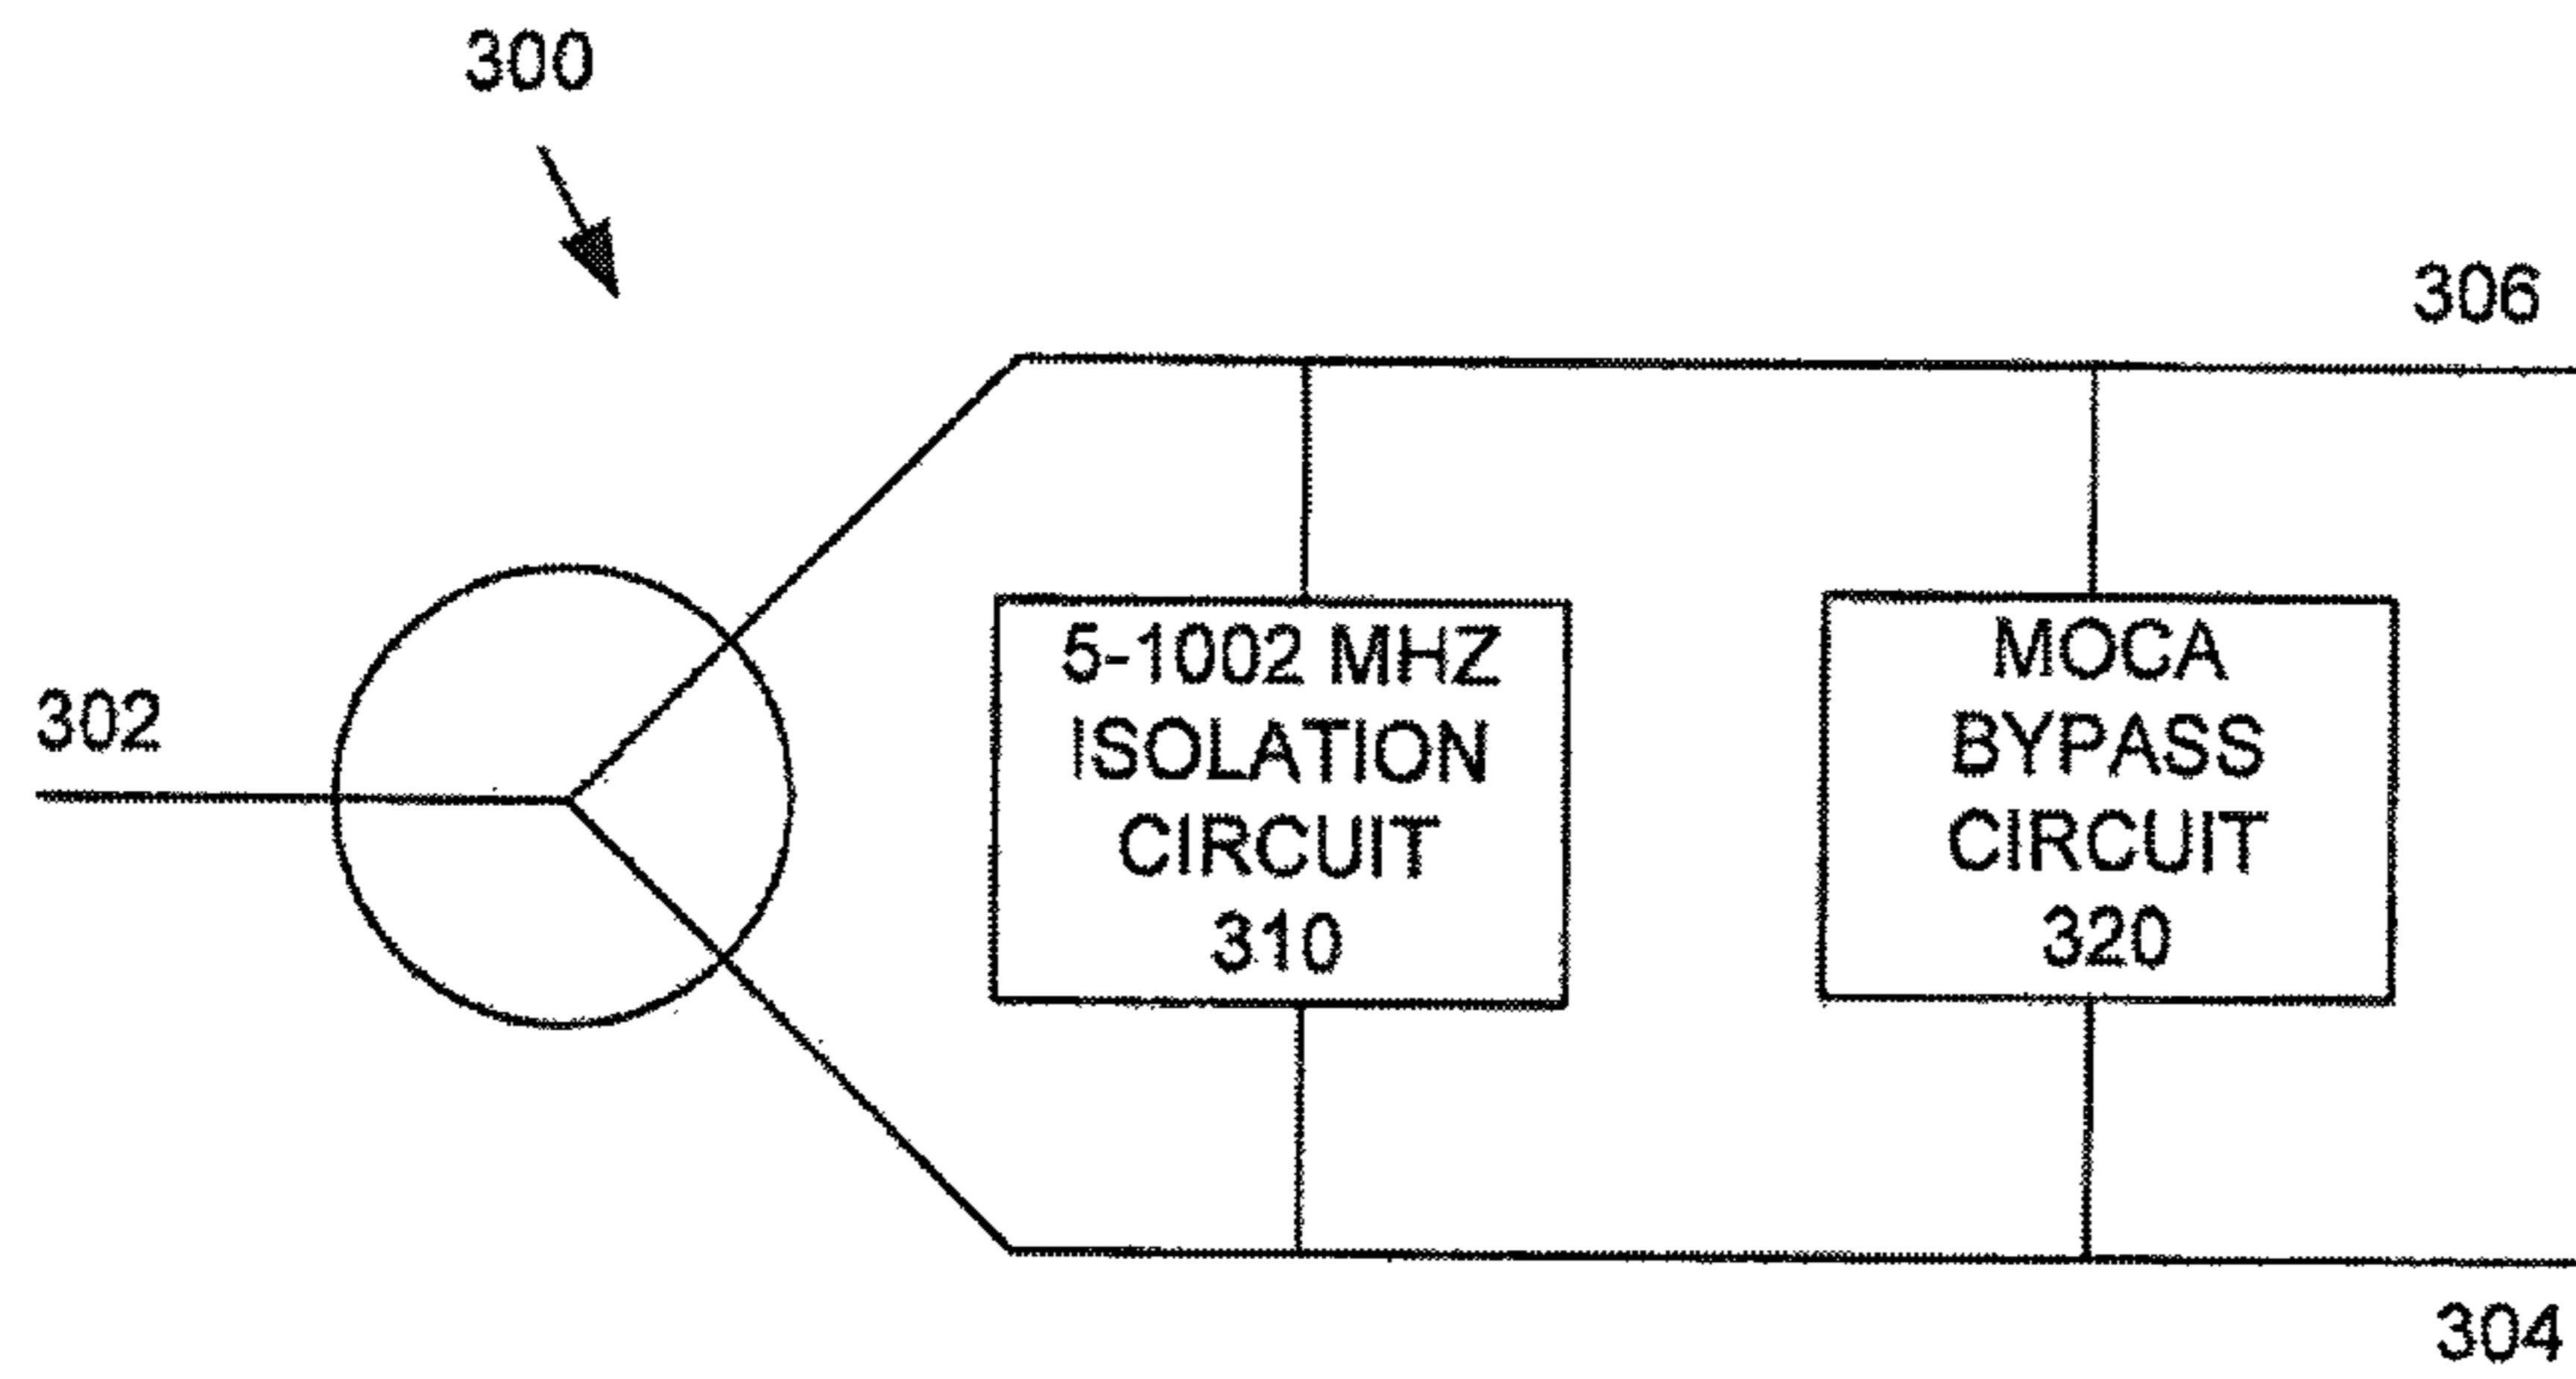 300
306
302
5-1002 MHZ
ISOLATION
CIRCUIT
310
MOCA
BYPASS
CIRCUIT
320
304